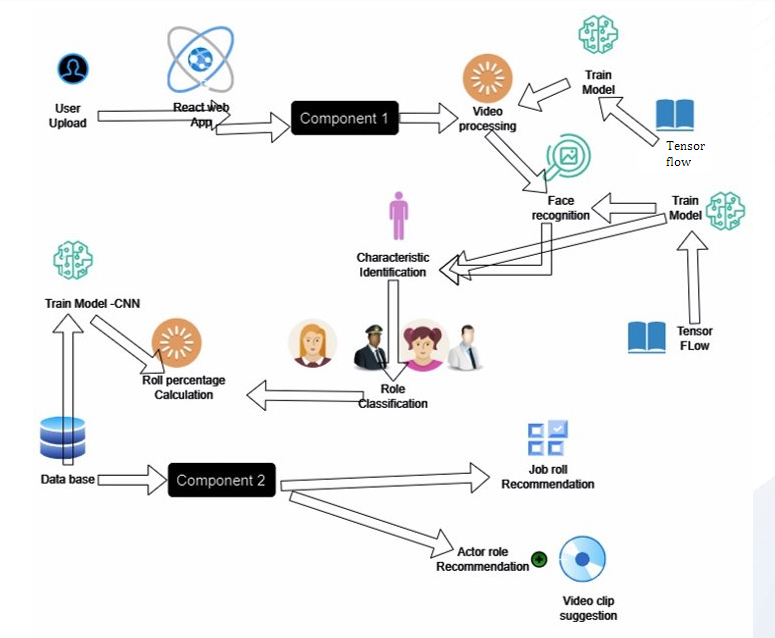 User
Upload
React web
App
Component 1
Video
processing
Train
Model
Tensor
flow
Face
recognition
Train
Model
Characteristic
Identification
Tensor
FLow
Train Model -CNN
Roll percentage
Calculation
Role
Classification
Data base
Component 2
Job roll
Recommendation
Actor role
Recommendation
Video clip
suggestion